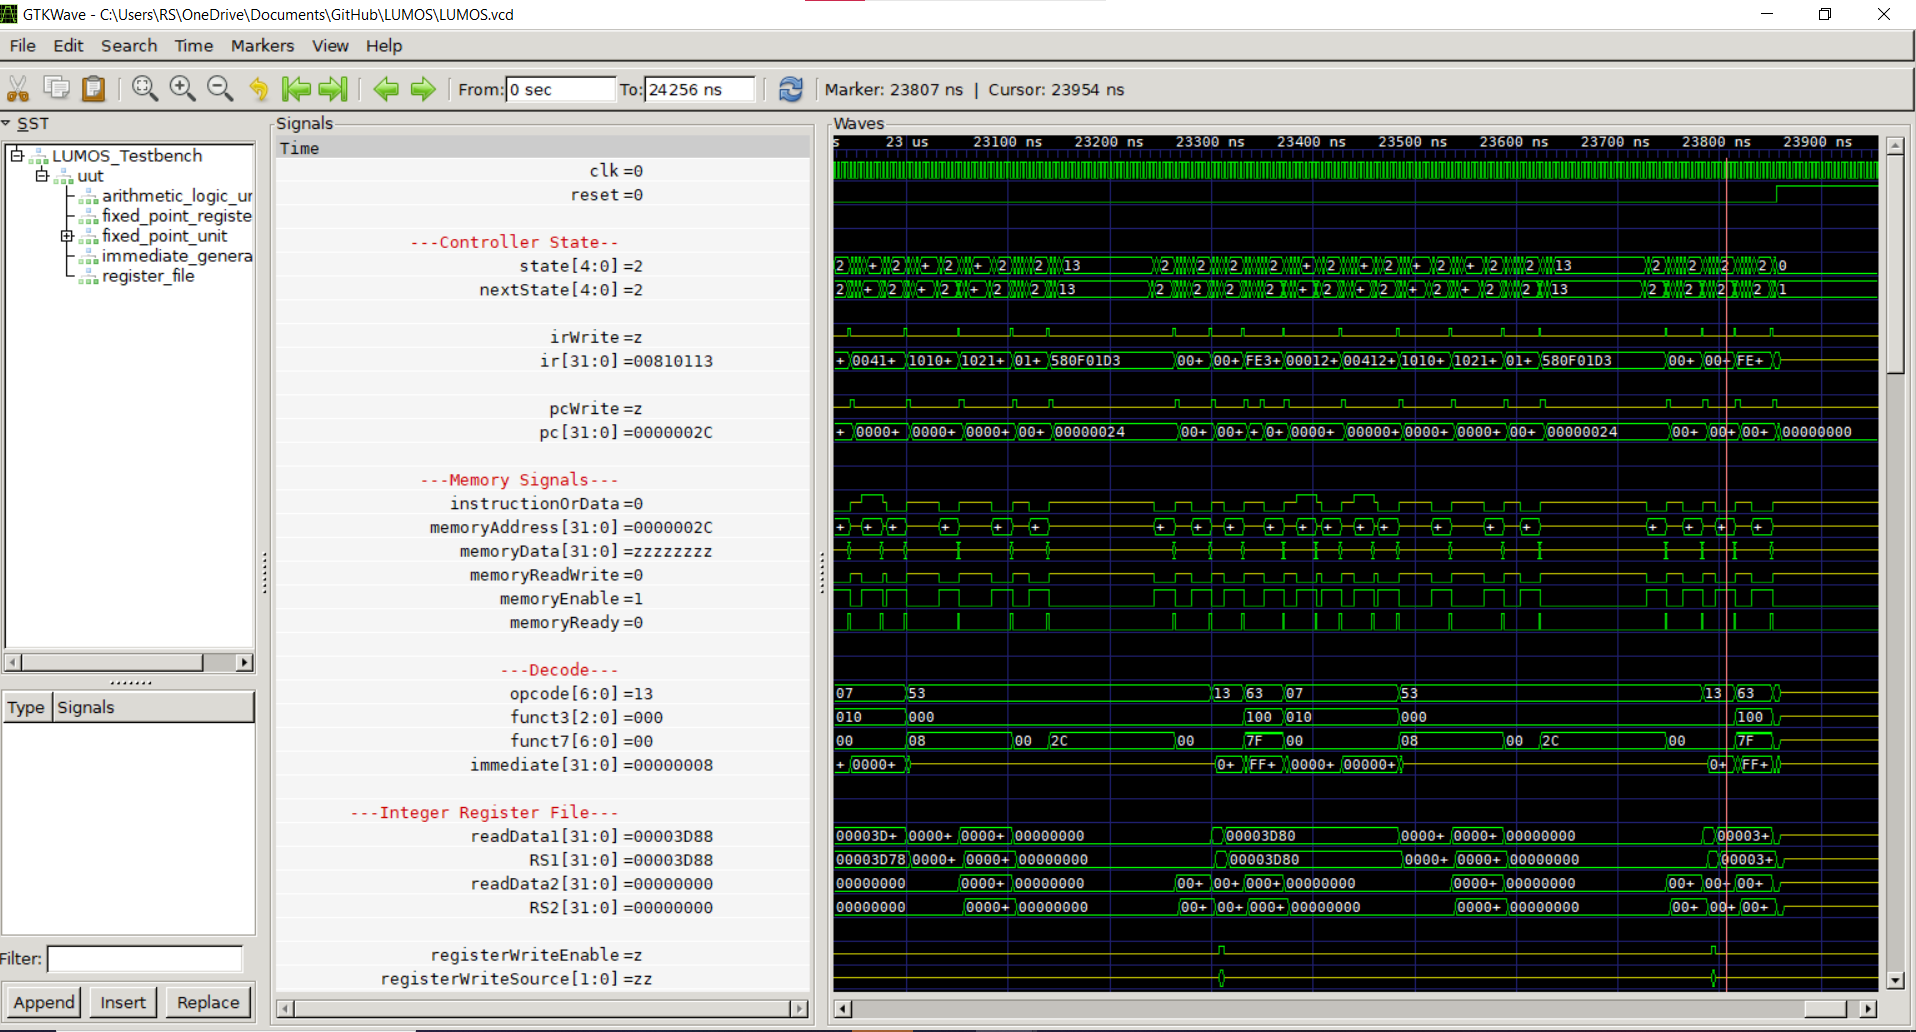 GTKWave - C:\Users\RS\OneDrive\Documents\GitHub\LUMOS\LUMOS.vcd
File Edit Search Time Markers View Help
From: 0 sec To: 24256 ns Marker: 23807 ns | Cursor: 23954 ns
SST
LUMOS_Testbench
uut
arithmetic_logic_ur
fixed_point_registe
fixed_point_unit
immediate_genera
register_file
Type Signals
Filter:
Append Insert Replace
Signals
Time
clk =0
reset =0
---Controller State--
state[4:0] =2
nextState[4:0] =2
irWrite =z
ir[31:0] =00810113
pcWrite =z
pc[31:0] =0000002C
---Memory Signals---
instructionOrData =0
memoryAddress[31:0] =0000002C
memoryData[31:0] =zzzzzzzz
memoryReadWrite =0
memoryEnable =1
memoryReady =0
---Decode---
opcode[6:0] =13
funct3[2:0] =000
funct7[6:0] =00
immediate[31:0] =00000008
---Integer Register File---
readData1[31:0] =00003D88
RS1[31:0] =00003D88
readData2[31:0] =00000000
RS2[31:0] =00000000
registerWriteEnable =z
registerWriteSource[1:0] =zz
Waves
s 23 us 23100 ns 23200 ns 23300 ns 23400 ns 23500 ns 23600 ns 23700 ns 23800 ns 23900 ns
2 + 2 + 2 + 2 2 13 2 2 2 2 + 2 + 2 + 2 + 2 2 13 2 2 2 2 0
2 + 2 + 2 + 2 2 13 2 2 2 2 + 2 + 2 + 2 + 2 2 13 2 2 2 2 1
+ 0041+ 1010+ 1021+ 01+ 580F01D3 00+ 00+ FE3+ 00012+ 00412+ 1010+ 1021+ 01+ 580F01D3 00+ 00+ FE+
+ 0000+ 0000+ 0000+ 00+ 00000024 00+ 00+ + 0+ 0000+ 00000+ 0000+ 0000+ 00+ 00000024 00+ 00+ 00+ 00000000
+ + + + + + + + + + + + + + + + + + + + +
07 53 13 63 07 53 13 63
010 000 100 010 000 100
00 08 00 2C 00 7F 00 08 00 2C 00 7F
+ 0000+ 0+ FF+ 0000+ 00000+ 0+ FF+
00003D+ 0000+ 0000+ 00000000 00003D80 0000+ 0000+ 00000000 00003+
00003D78 0000+ 0000+ 00000000 00003D80 0000+ 0000+ 00000000 00003+
00000000 0000+ 00000000 00+ 00+ 000+ 00000000 0000+ 00000000 00+ 00+ 00+
00000000 0000+ 00000000 00+ 00+ 000+ 00000000 0000+ 00000000 00+ 00+ 00+